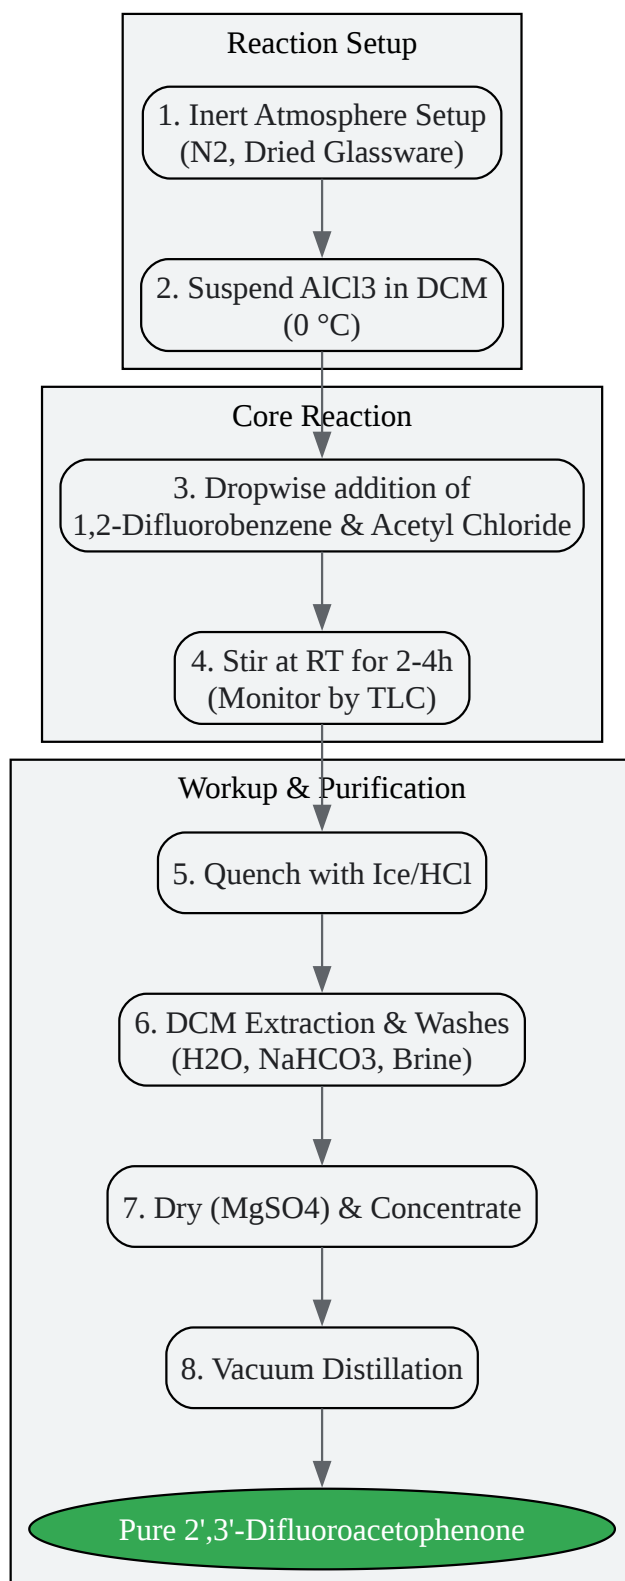 Reaction Setup
1. Inert Atmosphere Setup
(N2, Dried Glassware)
2. Suspend AlCl3 in DCM
(0 °C)
Core Reaction
3. Dropwise addition of
1,2-Difluorobenzene & Acetyl Chloride
4. Stir at RT for 2-4h
(Monitor by TLC)
Workup & Purification
5. Quench with Ice/HCl
6. DCM Extraction & Washes
(H2O, NaHCO3, Brine)
7. Dry (MgSO4) & Concentrate
8. Vacuum Distillation
Pure 2',3'-Difluoroacetophenone